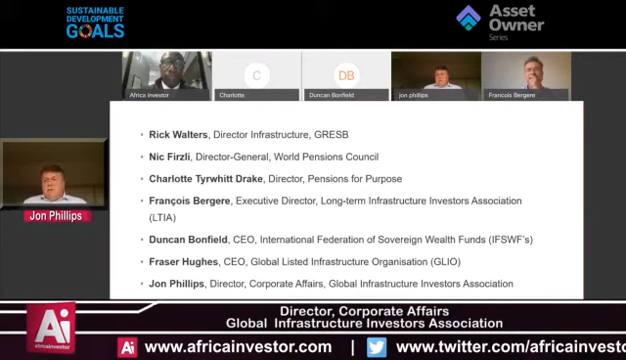 SUSTAINABLE
DEVELOPMENT
GOALS
Asset
Owner
Series
C
DB
Africa investor
Charlotte
Duncan Bonfield
jon phillips
Francois Bergere
• Rick Walters, Director Infrastructure, GRESB
• Nic Firzli, Director-General, World Pensions Council
• Charlotte Tyrwhitt Drake, Director, Pensions for Purpose
• François Bergere, Executive Director, Long-term Infrastructure Investors Association
(LTIA)
• Duncan Bonfield, CEO, International Federation of Sovereign Wealth Funds (IFSWF's)
• Fraser Hughes, CEO, Global Listed Infrastructure Organisation (GLIO)
• Jon Phillips, Director, Corporate Affairs, Global Infrastructure Investors Association
Jon Phillips
Director, Corporate Affairs
Global Infrastructure Investors Association
Ai
africainvestor
www.africainvestor.com | www.twitter.com/africainvesto